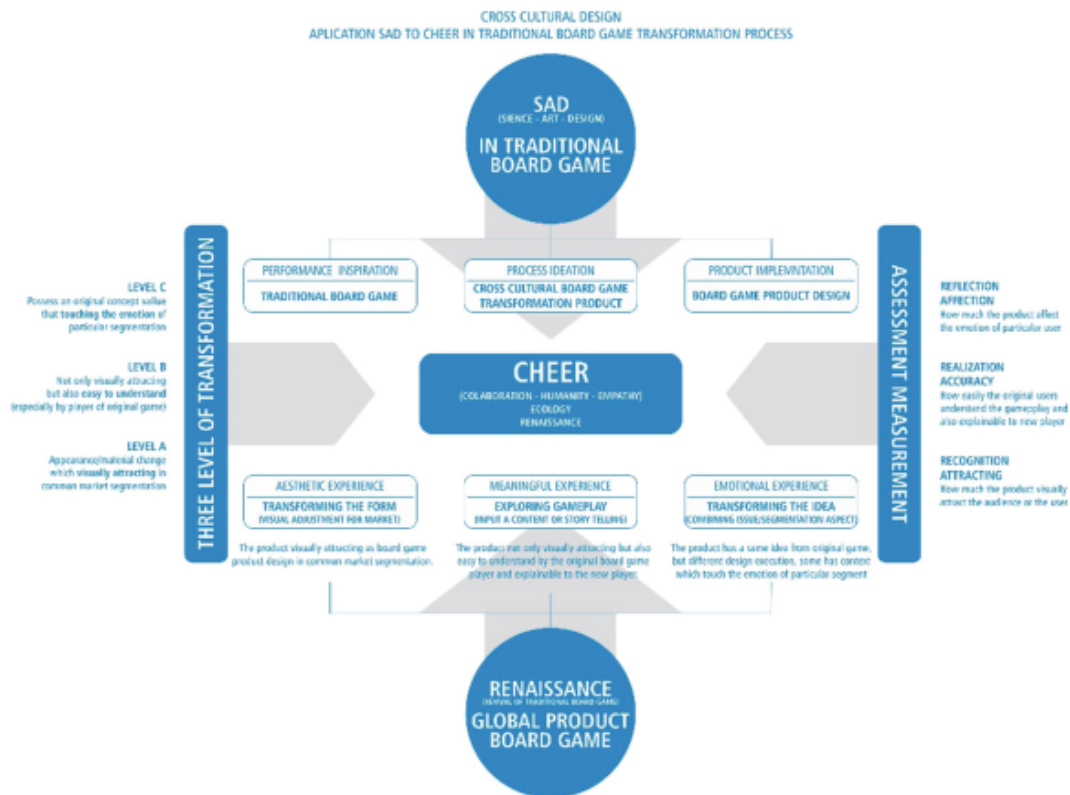 CROSS CULTURAL DESIGN
APLICATION SAD TO CHEER IN TRADITIONAL BOARD GAME TRANSFORMATION PROCESS
SAD
(SIENCE - ART - DESIGN)
IN TRADITIONAL
BOARD GAME
THREE LEVEL OF TRANSFORMATION
LEVEL C
Possess an original concept vallue
that touching the emotion of
particular segmentation
LEVEL B
Not only visually attracting
but also easy to understand
(especially by player of original game)
LEVEL A
Appearance/material change
which visually attracting in
common market segmentation
PERFORMANCE INSPIRATION
TRADITIONAL BOARD GAME
PROCESS IDEATION
CROSS CULTURAL BOARD GAME
TRANSFORMATION PRODUCT
PRODUCT IMPLEMNTATION
BOARD GAME PRODUCT DESIGN
CHEER
(COLABORATION - HUMANITY - EMPATHY)
ECOLOGY
RENAISSANCE
AESTHETIC EXPERIENCE
TRANSFORMING THE FORM
(VISUAL ADJUSTMENT FOR MARKET)
The product visually attracting as board game
product design in common market segmentation.
MEANINGFUL EXPERIENCE
EXPLORING GAMEPLAY
(INPUT A CONTENT OR STORY TELLING)
The product not only visually attracting but also
easy to understand by the original board game
player and explainable to the new player.
EMOTIONAL EXPERIENCE
TRANSFORMING THE IDEA
(COMBINING ISSUE/SEGMENTATION ASPECT)
The product has a same idea from original game,
but different design execution, some has context
which touch the emotion of particular segment
ASSESSMENT MEASUREMENT
REFLECTION
AFFECTION
How much the product affect
the emotion of particular user
REALIZATION
ACCURACY
How easily the original users
understand the gameplay and
also explainable to new player
RECOGNITION
ATTRACTING
How much the product visually
attract the audience or the user
RENAISSANCE
(REVIVAL OF TRADITIONAL BOARD GAME)
GLOBAL PRODUCT
BOARD GAME